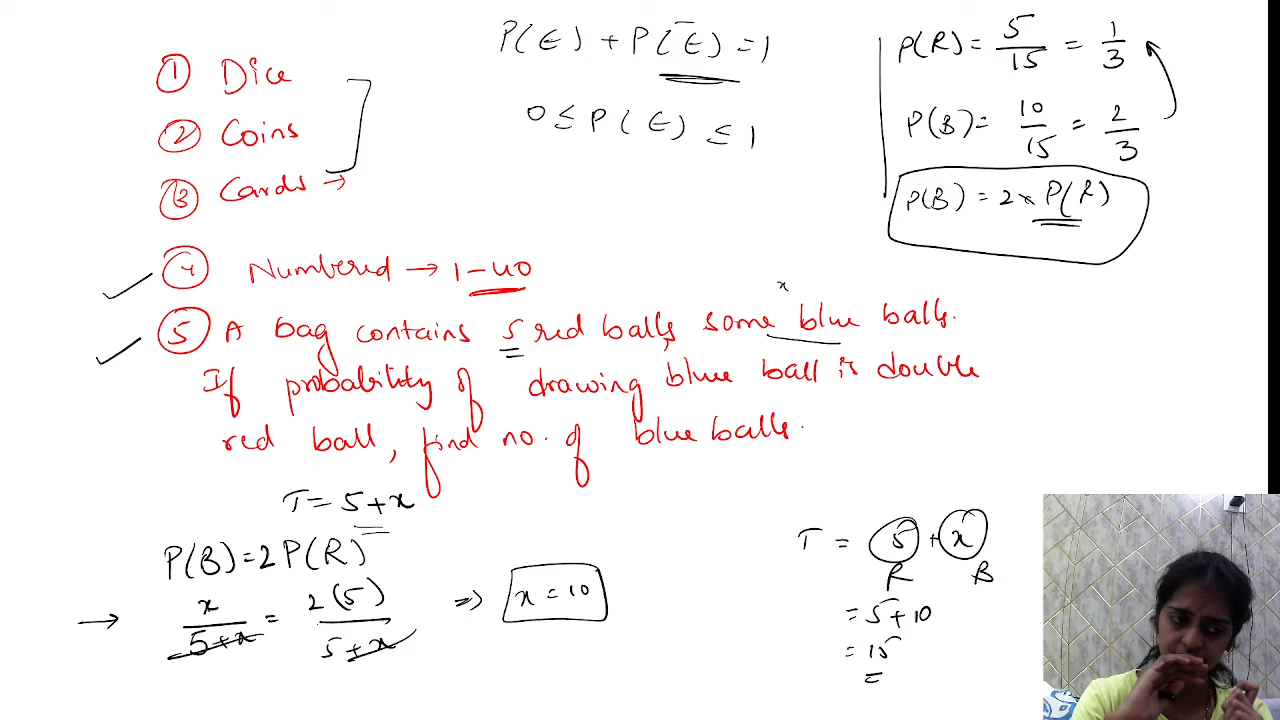 ① Dice
② Coins
③ Cards →
④ Numbered → 1-40
x
⑤ A bag contains 5 red balls, some blue balls.
If probability of drawing blue ball is double
red ball, find no. of blue balls.
T = 5+x
P(B) = 2 P(R)
→ x/5+x = 2(5)/5+x ⇒ x = 10
P(E) + P(E̅) = 1
0 ≤ P(E) ≤ 1
P(R) = 5/15 = 1/3
P(B) = 10/15 = 2/3
P(B) = 2 × P(R)
T = 5 + x
R B
= 5 + 10
= 15